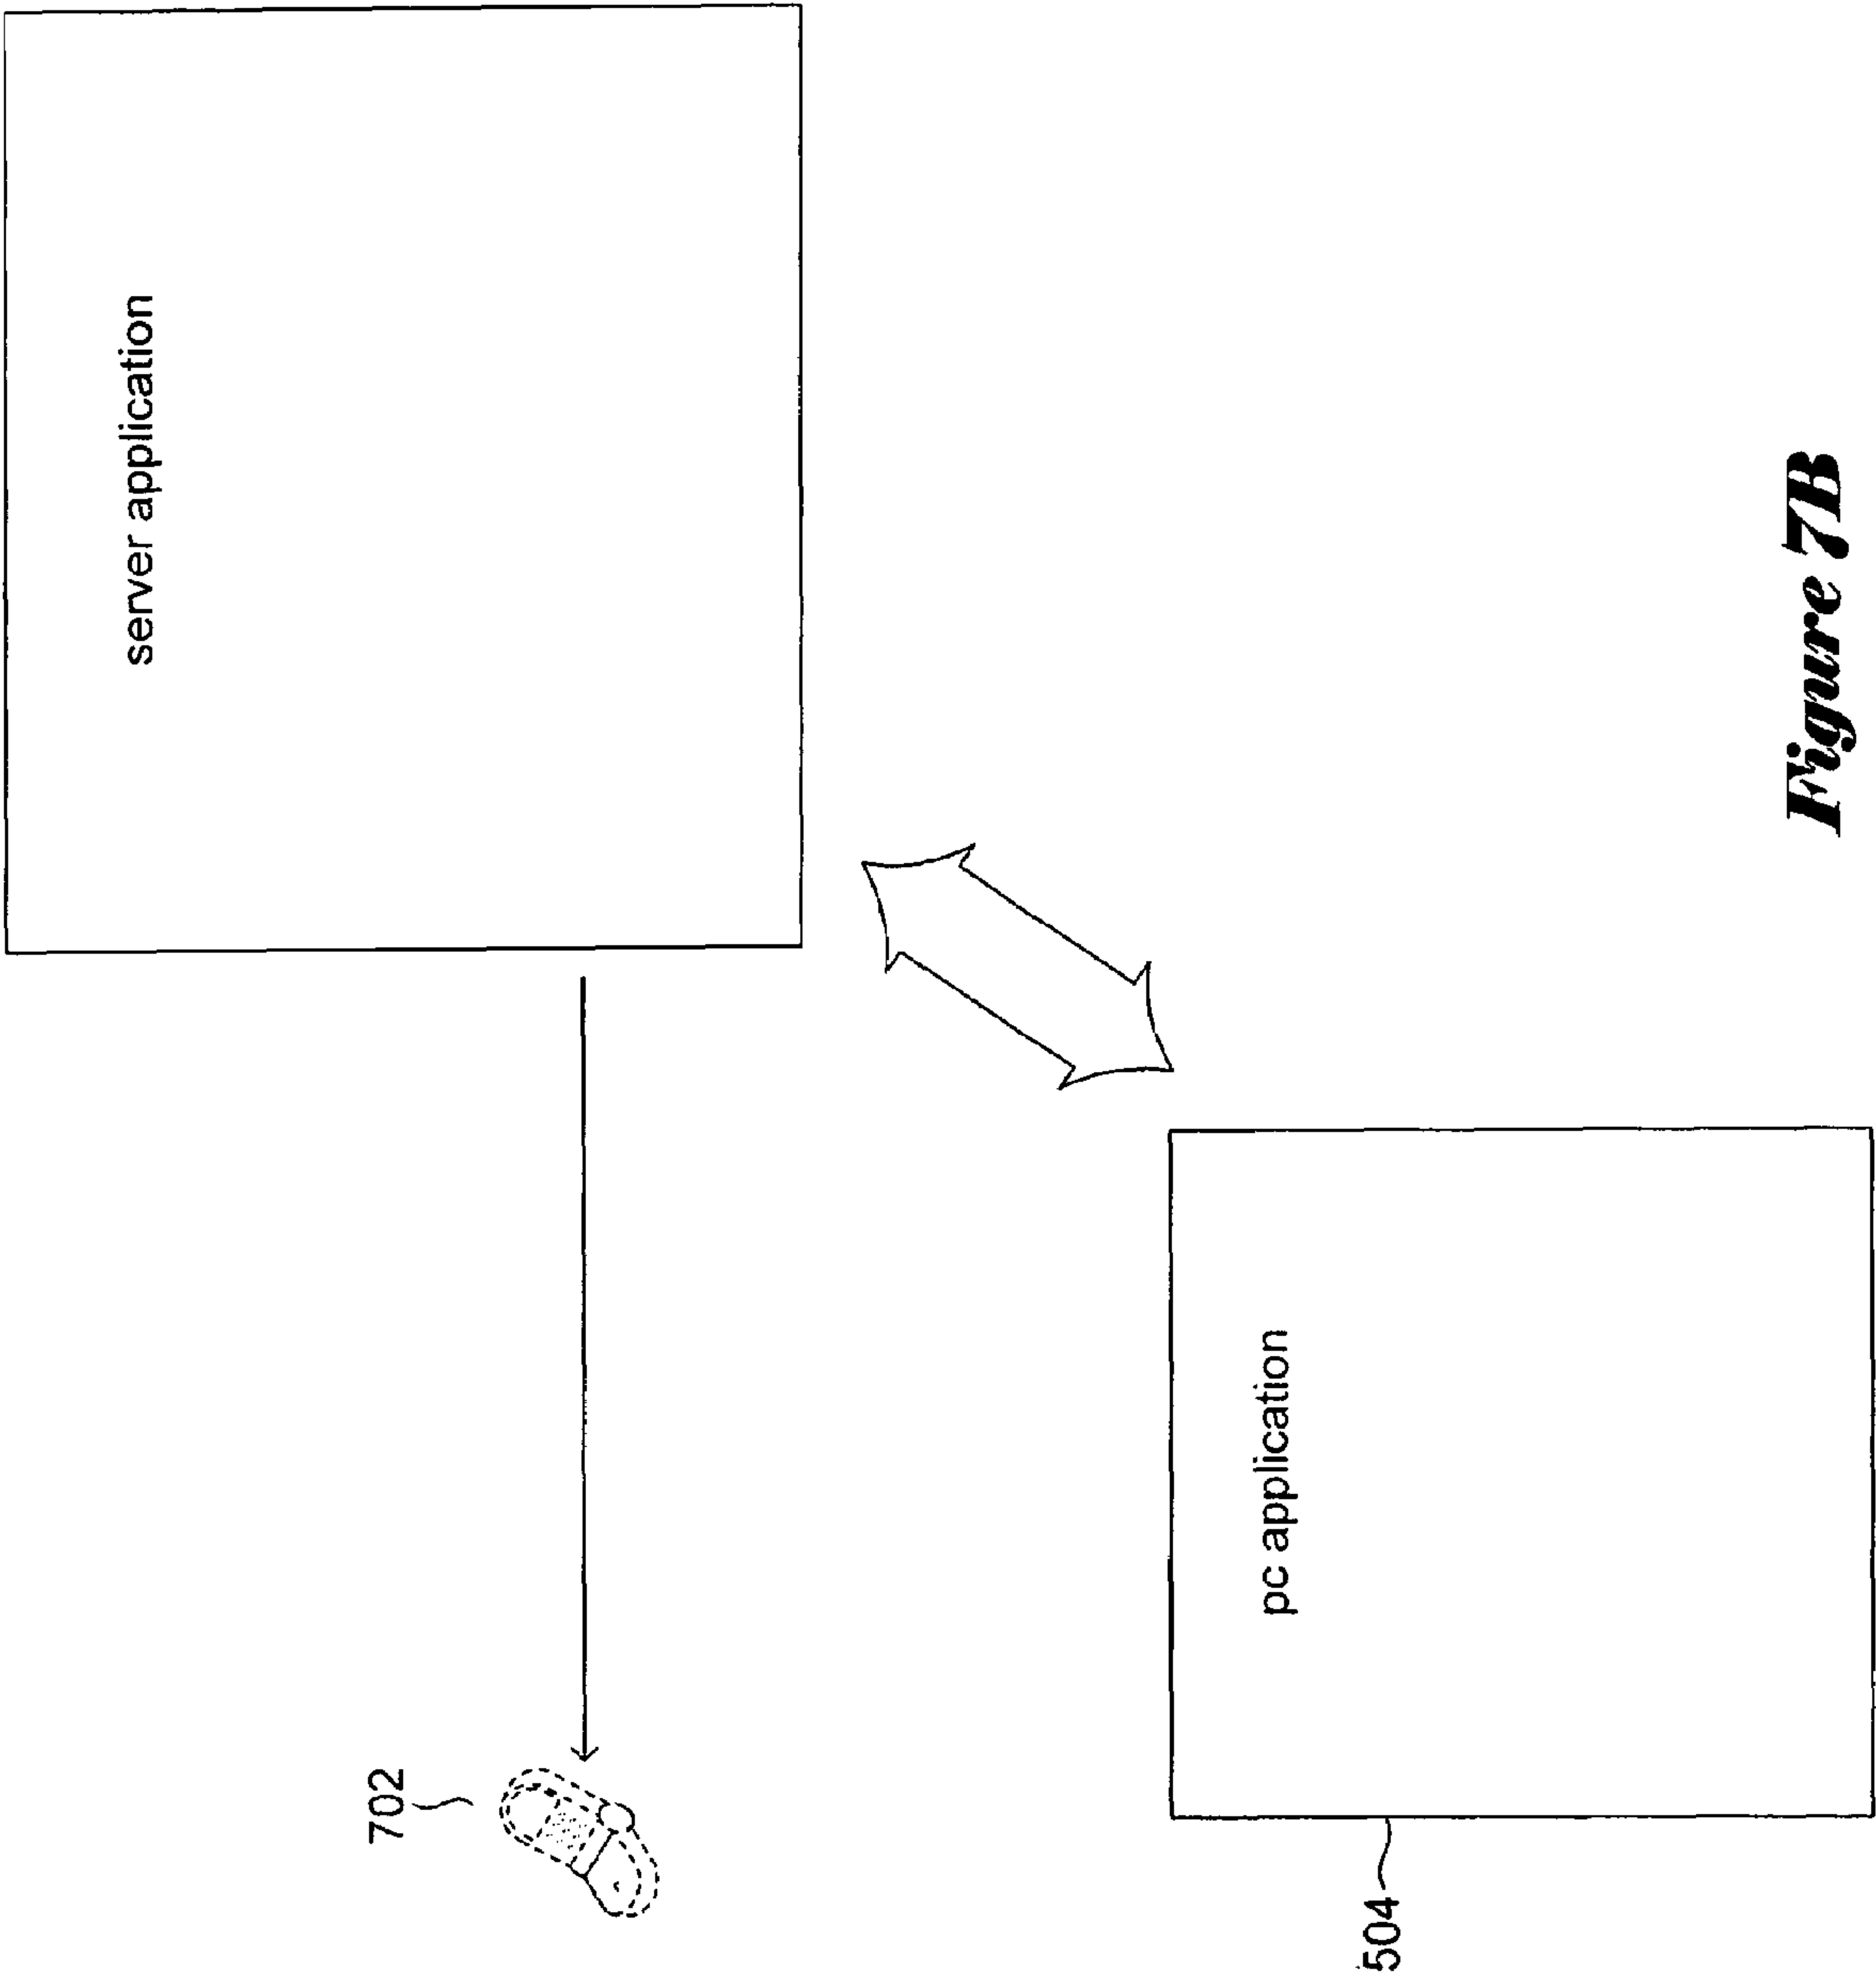 702
server application
504
pc application
Figure 7B